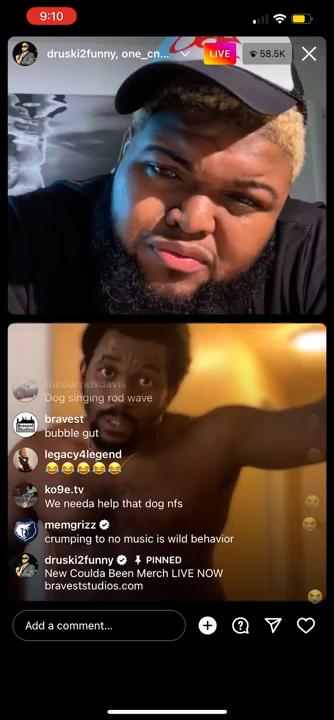 9:10
druski2funny, one_cn...
LIVE
58.5K
thedarriusdavis
Dog singing rod wave
bravest
bubble gut
legacy4legend
😂😂😂😂😂
ko9e.tv
We needa help that dog nfs
memgrizz
crumping to no music is wild behavior
druski2funny PINNED
New Coulda Been Merch LIVE NOW
braveststudios.com
Add a comment...